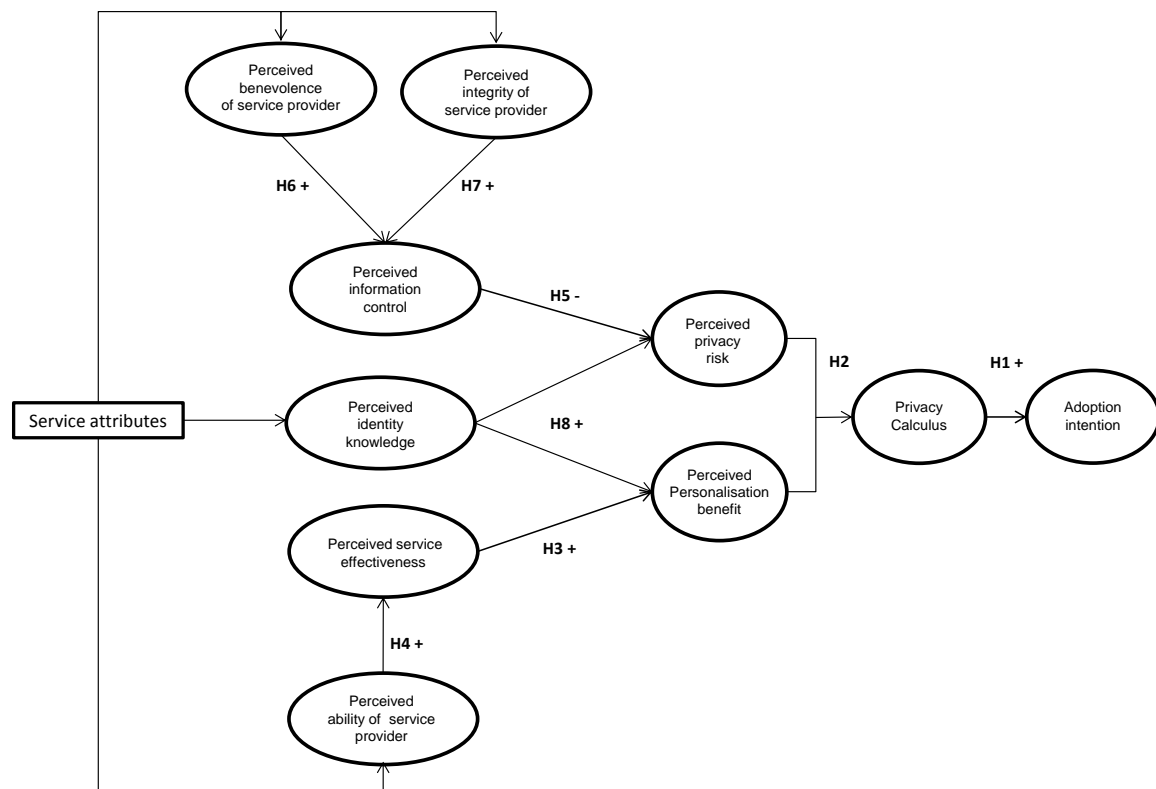 Perceived
benevolence
of service provider
Perceived
integrity of
service provider
H6 +
H7 +
Perceived
information
control
H5 -
Perceived
privacy
risk
H2
H1 +
Service attributes
Perceived
identity
knowledge
H8 +
Privacy
Calculus
Adoption
intention
Perceived
Personalisation
benefit
Perceived service
effectiveness
H3 +
H4 +
Perceived
ability of service
provider